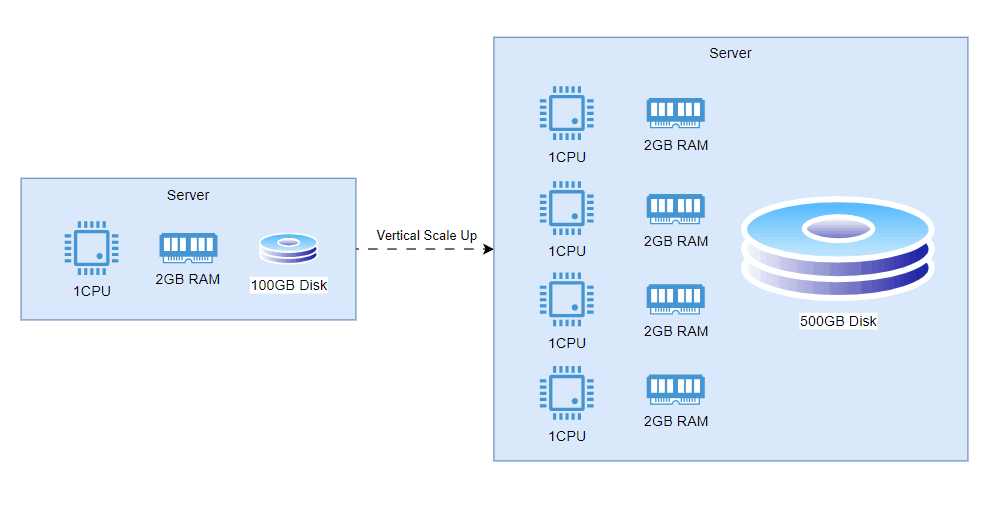 Server
1CPU
2GB RAM
100GB Disk
Vertical Scale Up
Server
1CPU
2GB RAM
1CPU
2GB RAM
1CPU
2GB RAM
1CPU
2GB RAM
500GB Disk